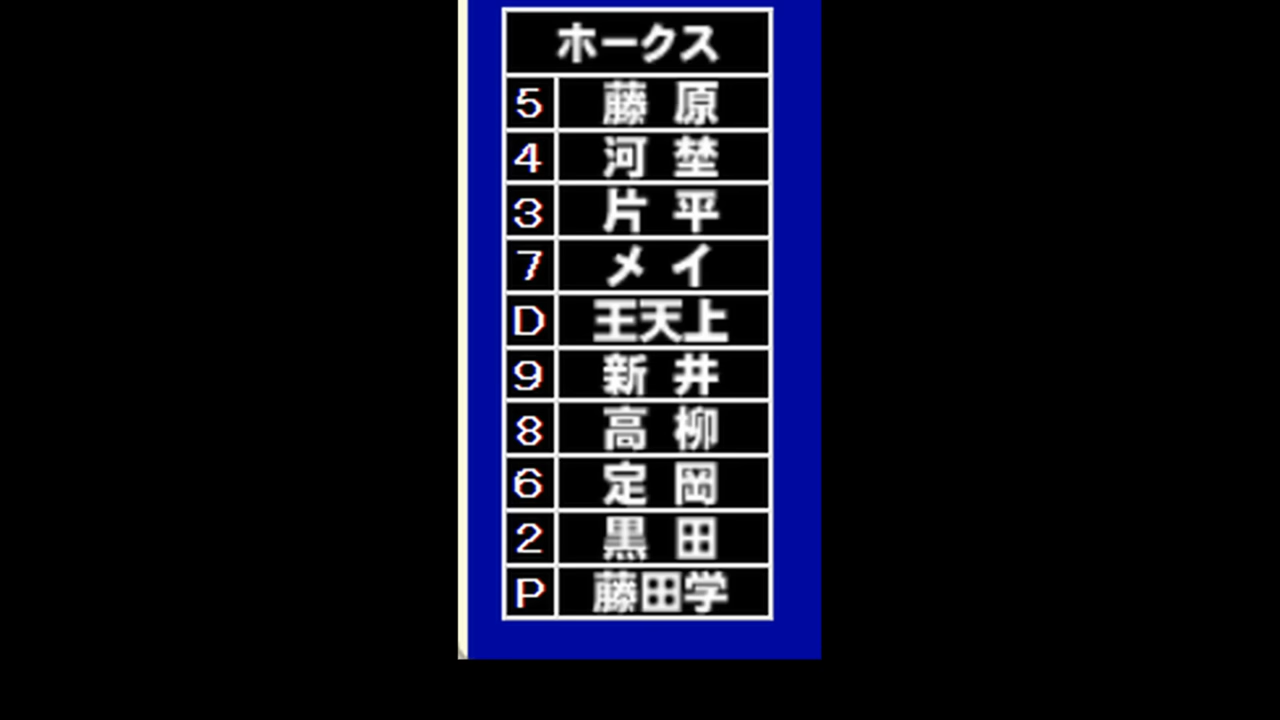 ホークス
5 藤 原
4 河 埜
3 片 平
7 メ イ
D 王天上
9 新 井
8 高 柳
6 定 岡
2 黒 田
P 藤田学